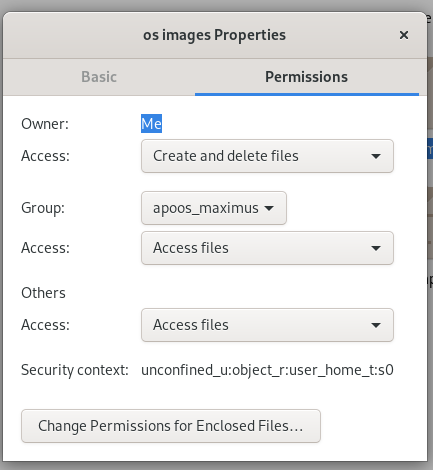 os images Properties
Basic
Permissions
Owner: Me
Access: Create and delete files
Group: apoos_maximus
Access: Access files
Others
Access: Access files
Security context: unconfined_u:object_r:user_home_t:s0
Change Permissions for Enclosed Files…